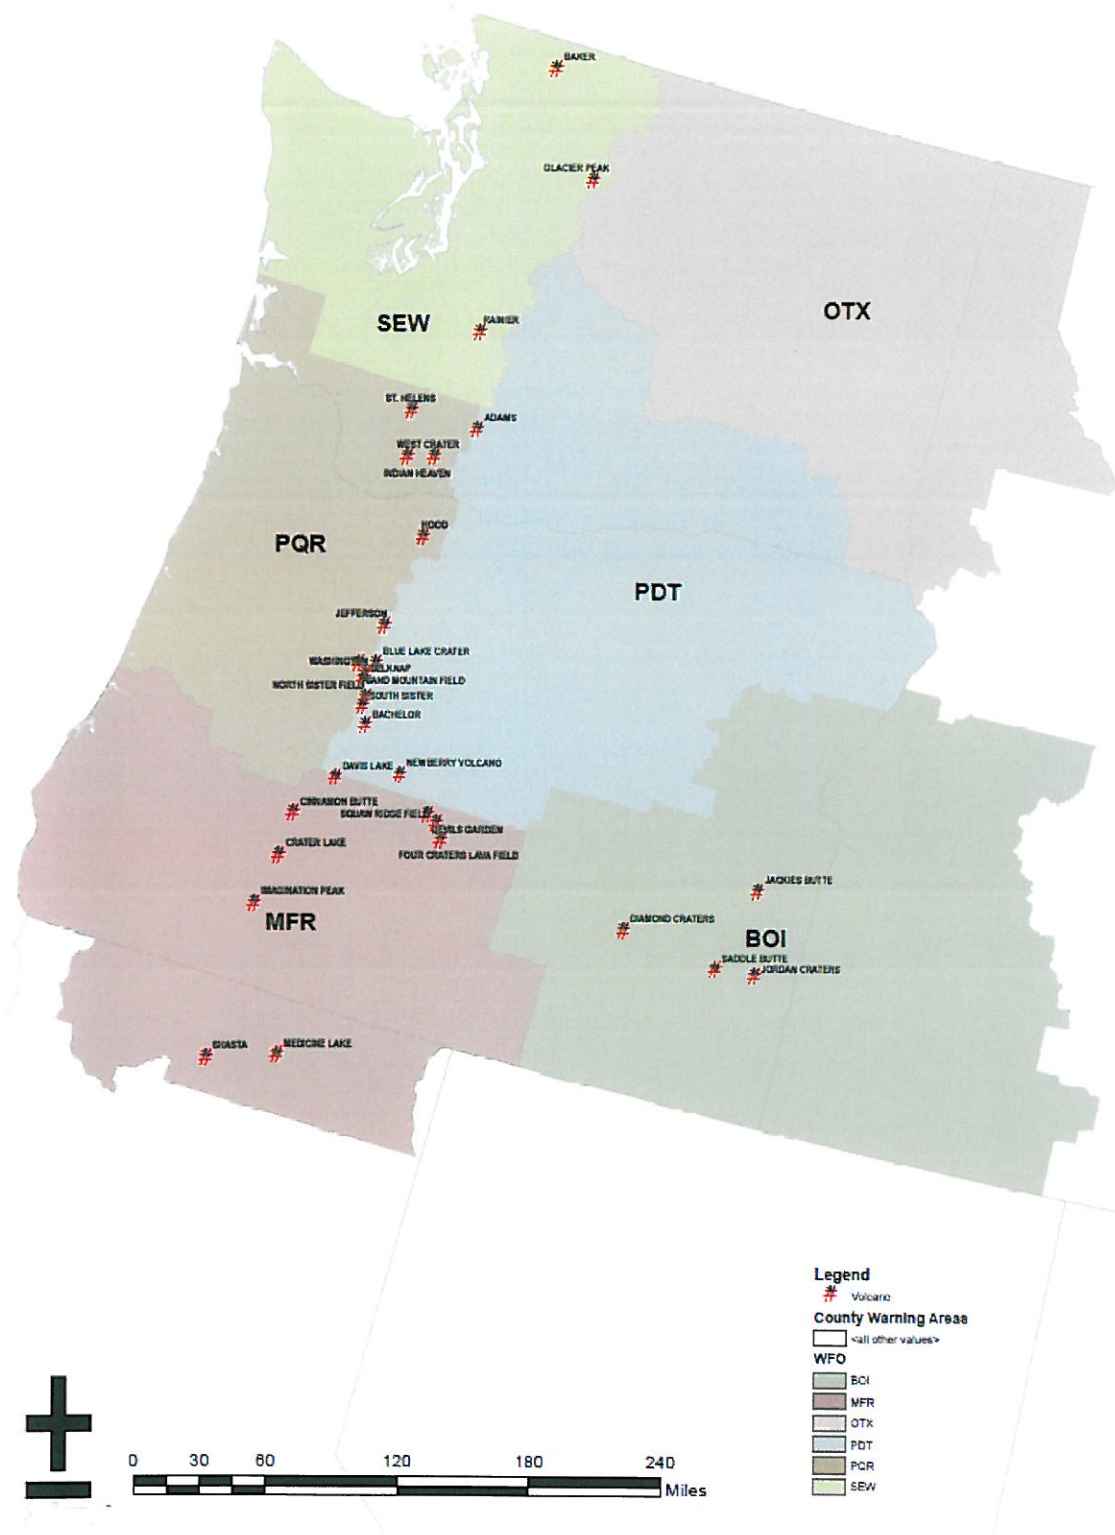 BAKER
GLACIER PEAK
OTX
SEW
RAINIER
ST. HELENS
ADAMS
WEST CRATER
INDIAN HEAVEN
HOOD
PQR
PDT
JEFFERSON
BLUE LAKE CRATER
WASHINGTON
BELKNAP
SAND MOUNTAIN FIELD
NORTH SISTER FIELD
SOUTH SISTER
BACHELOR
DAVIS LAKE
NEWBERRY VOLCANO
CINNAMON BUTTE
SQUAW RIDGE FIELD
DEVILS GARDEN
CRATER LAKE
FOUR CRATERS LAVA FIELD
JACKIES BUTTE
IMAGINATION PEAK
MFR
DIAMOND CRATERS
BOI
SADDLE BUTTE
JORDAN CRATERS
SHASTA
MEDICINE LAKE
Legend
Volcano
County Warning Areas
<all other values>
WFO
BOI
MFR
OTX
PDT
PQR
SEW
0 30 60 120 180 240
Miles